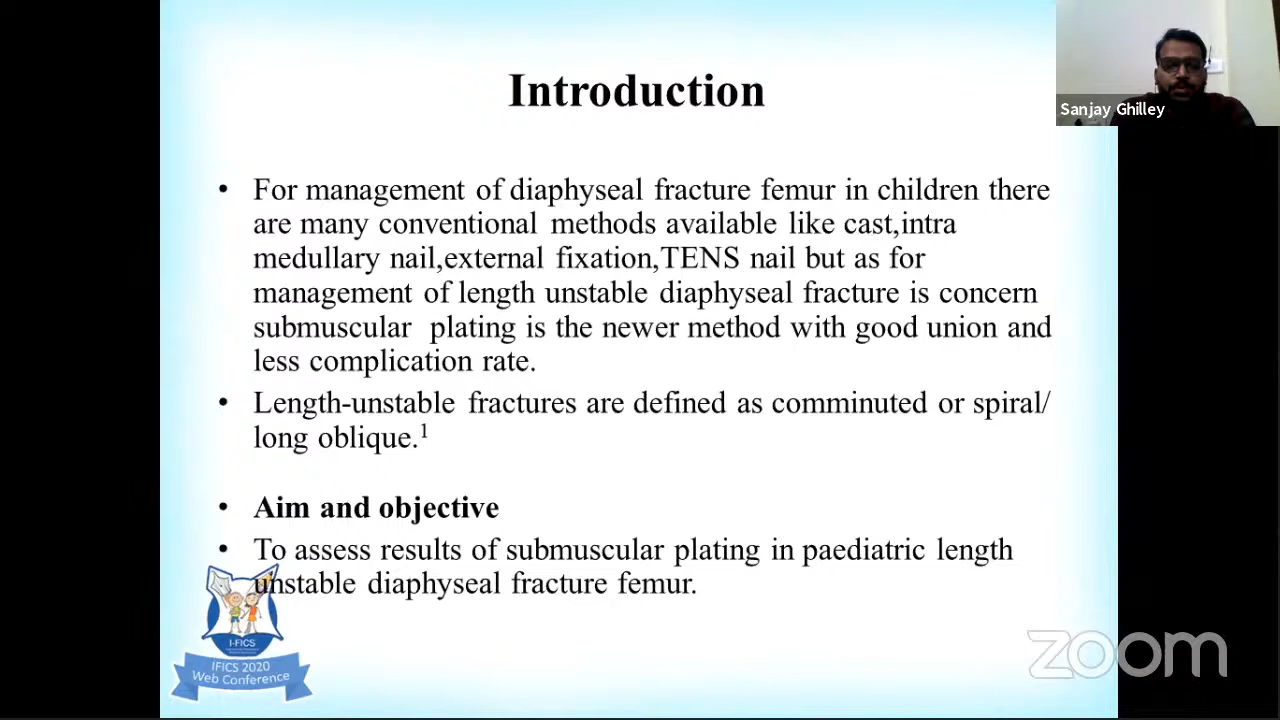 Introduction
Sanjay Ghilley
• For management of diaphyseal fracture femur in children there
are many conventional methods available like cast,intra
medullary nail,external fixation,TENS nail but as for
management of length unstable diaphyseal fracture is concern
submuscular plating is the newer method with good union and
less complication rate.
• Length-unstable fractures are defined as comminuted or spiral/
long oblique.1
• Aim and objective
• To assess results of submuscular plating in paediatric length
unstable diaphyseal fracture femur.
I-FICS
IFICS 2020
Web Conference
zoom